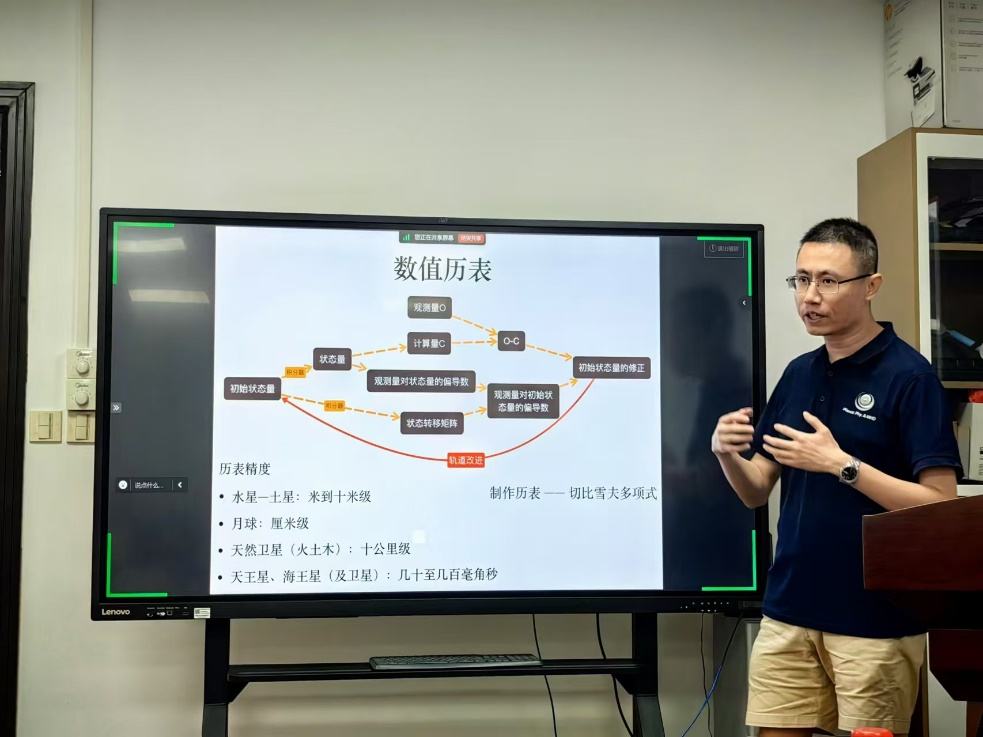 您正在共享屏幕 结束共享
数值历表
观测量O
计算量C
O-C
状态量
积分器
初始状态量
观测量对状态量的偏导数
初始状态量的修正
观测量对初始状
态量的偏导数
积分器
状态转移矩阵
轨道改进
历表精度
水星—土星：米到十米级
制作历表 —— 切比雪夫多项式
月球：厘米级
天然卫星（火土木）：十公里级
天王星、海王星（及卫星）：几十至几百毫角秒
说点什么...
Lenovo